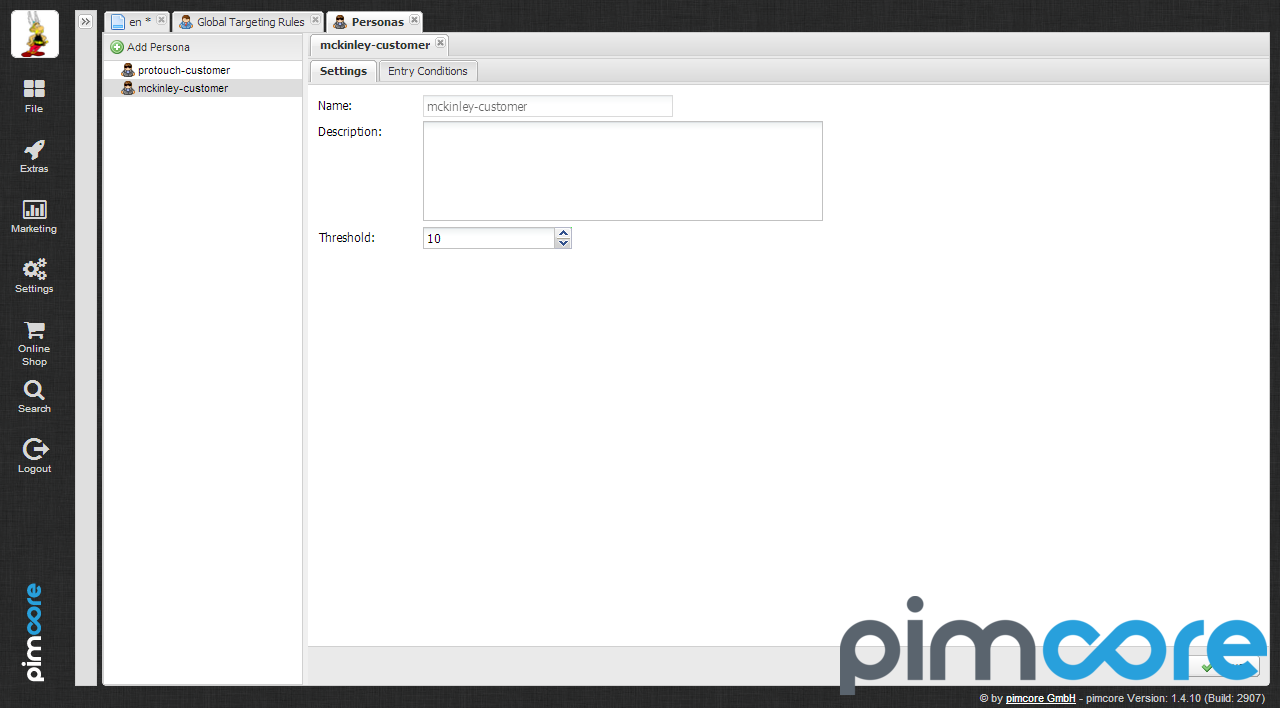 en *
Global Targeting Rules
Personas
Add Persona
protouch-customer
mckinley-customer
mckinley-customer
Settings
Entry Conditions
Name:
mckinley-customer
Description:
Threshold:
10
File
Extras
Marketing
Settings
Online
Shop
Search
Logout
pimcore
pimcore
© by pimcore GmbH - pimcore Version: 1.4.10 (Build: 2907)